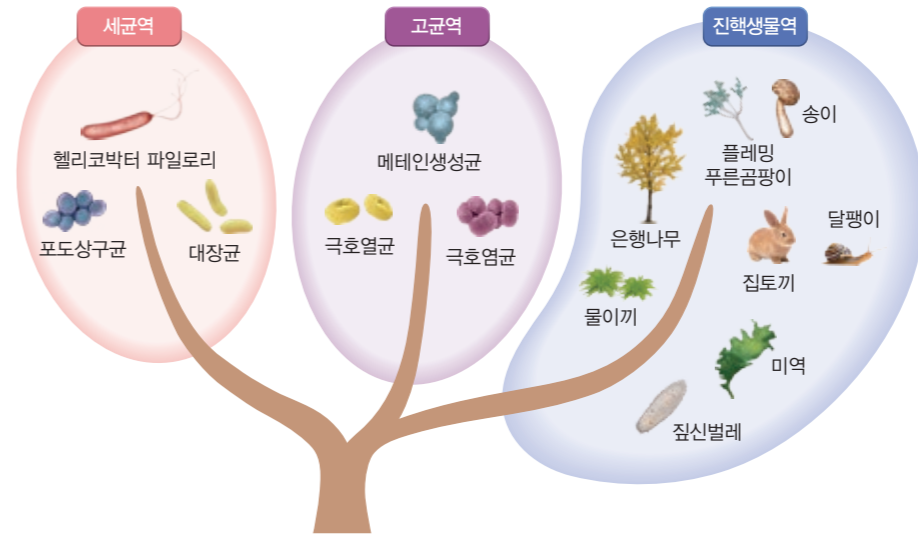 세균역
고균역
진핵생물역
헬리코박터 파일로리
포도상구균
대장균
메테인생성균
극호열균
극호염균
송이
플레밍
푸른곰팡이
은행나무
달팽이
집토끼
물이끼
미역
짚신벌레